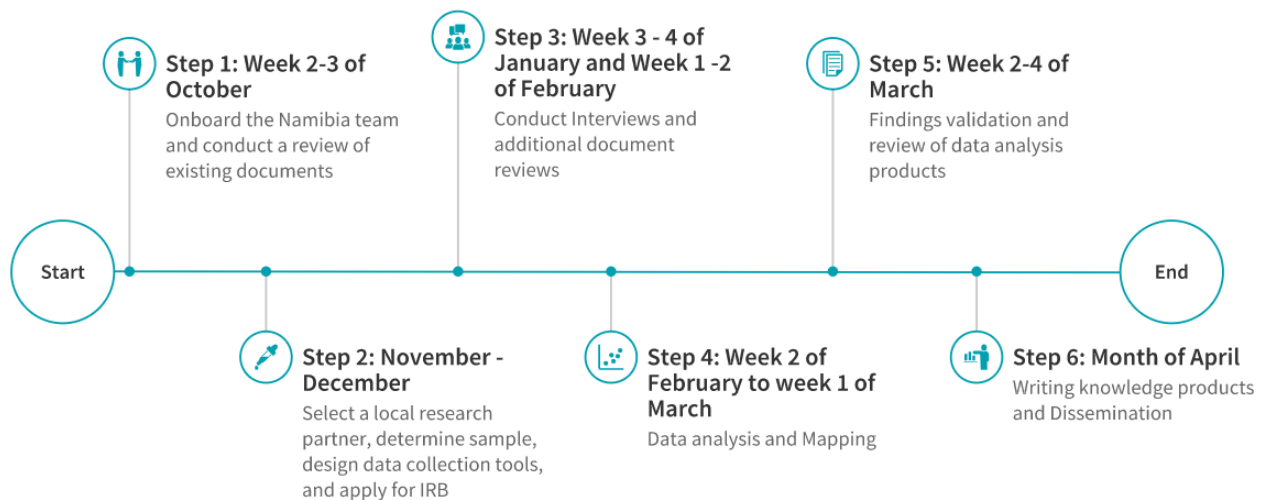 Start
Step 1: Week 2-3 of
October
Onboard the Namibia team
and conduct a review of
existing documents
Step 2: November -
December
Select a local research
partner, determine sample,
design data collection tools,
and apply for IRB
Step 3: Week 3 - 4 of
January and Week 1 -2
of February
Conduct Interviews and
additional document
reviews
Step 4: Week 2 of
February to week 1 of
March
Data analysis and Mapping
Step 5: Week 2-4 of
March
Findings validation and
review of data analysis
products
Step 6: Month of April
Writing knowledge products
and Dissemination
End